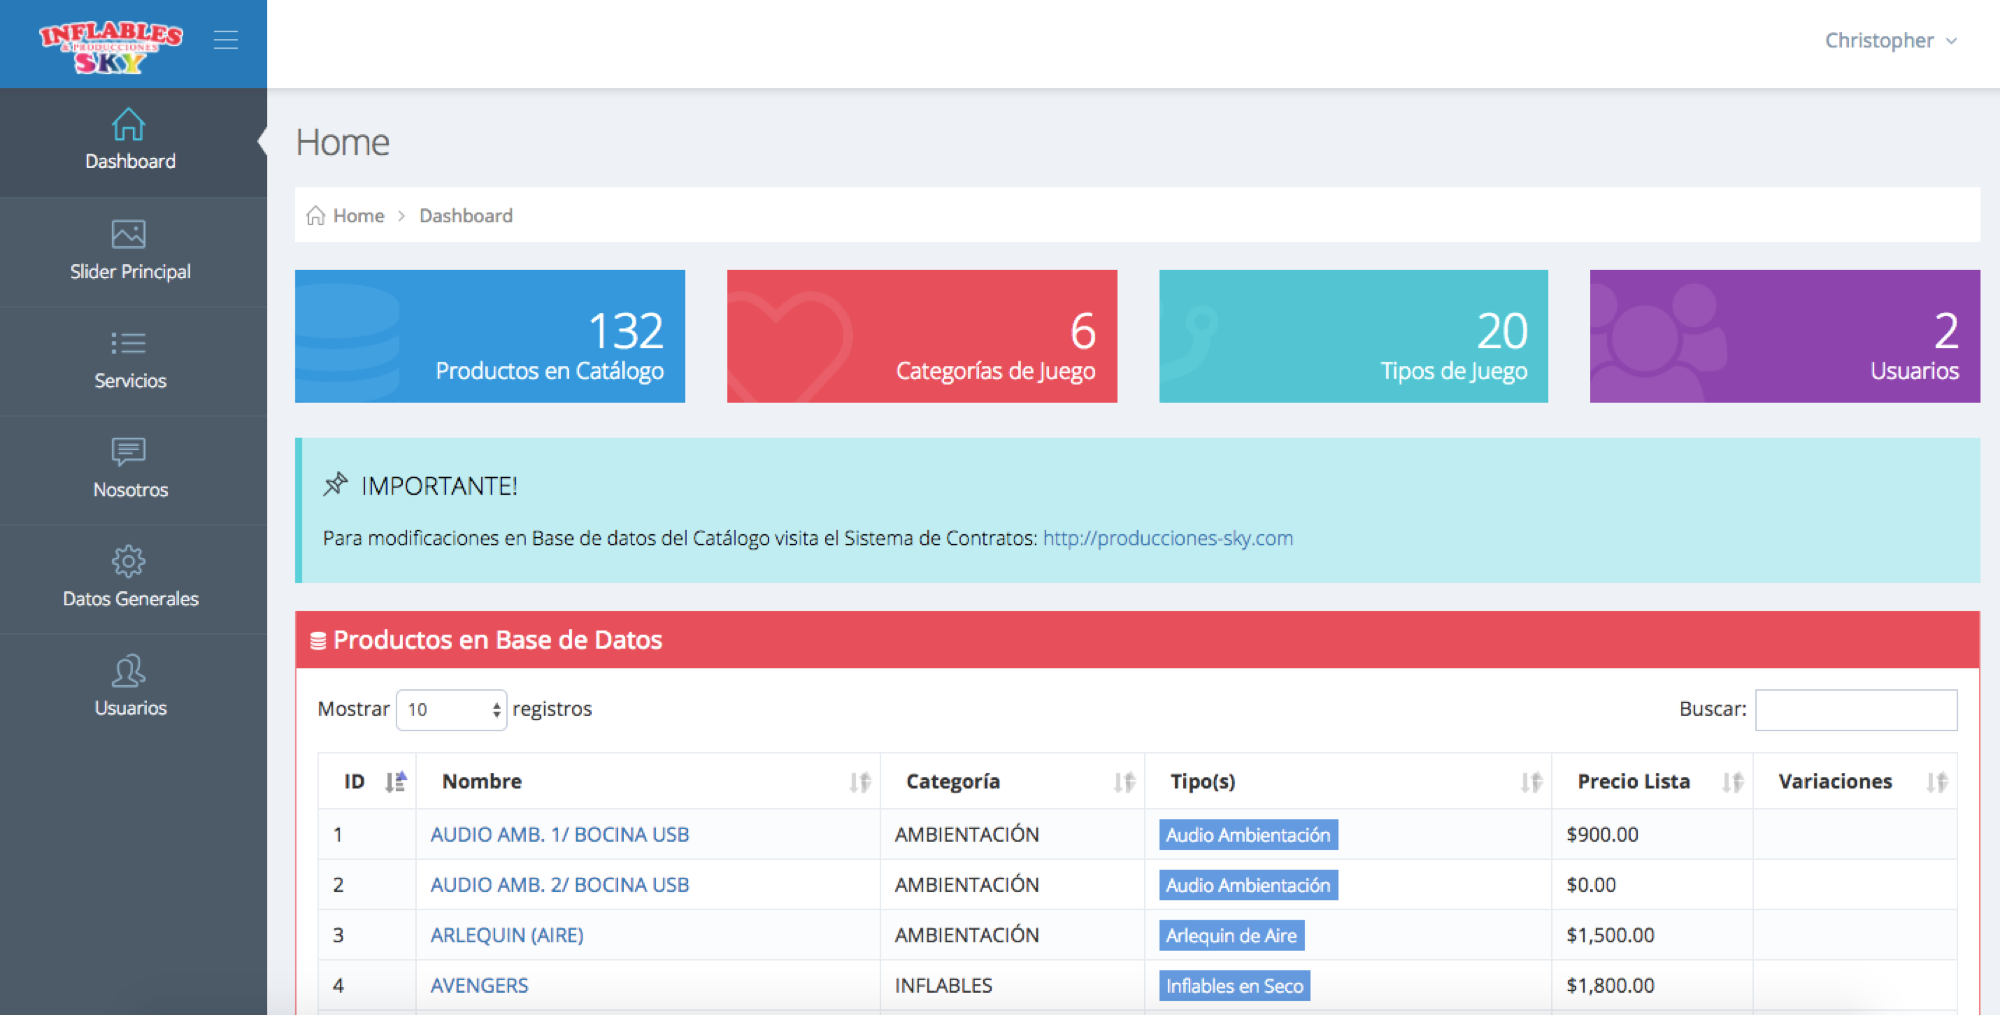 INFLABLES
& PRODUCCIONES
SKY
Christopher
Dashboard
Slider Principal
Servicios
Nosotros
Datos Generales
Usuarios
Home
Home > Dashboard
132
Productos en Catálogo
6
Categorías de Juego
20
Tipos de Juego
2
Usuarios
IMPORTANTE!
Para modificaciones en Base de datos del Catálogo visita el Sistema de Contratos: http://producciones-sky.com
Productos en Base de Datos
Mostrar 10 registros
Buscar:
ID Nombre Categoría Tipo(s) Precio Lista Variaciones
1 AUDIO AMB. 1/ BOCINA USB AMBIENTACIÓN Audio Ambientación $900.00
2 AUDIO AMB. 2/ BOCINA USB AMBIENTACIÓN Audio Ambientación $0.00
3 ARLEQUIN (AIRE) AMBIENTACIÓN Arlequin de Aire $1,500.00
4 AVENGERS INFLABLES Inflables en Seco $1,800.00